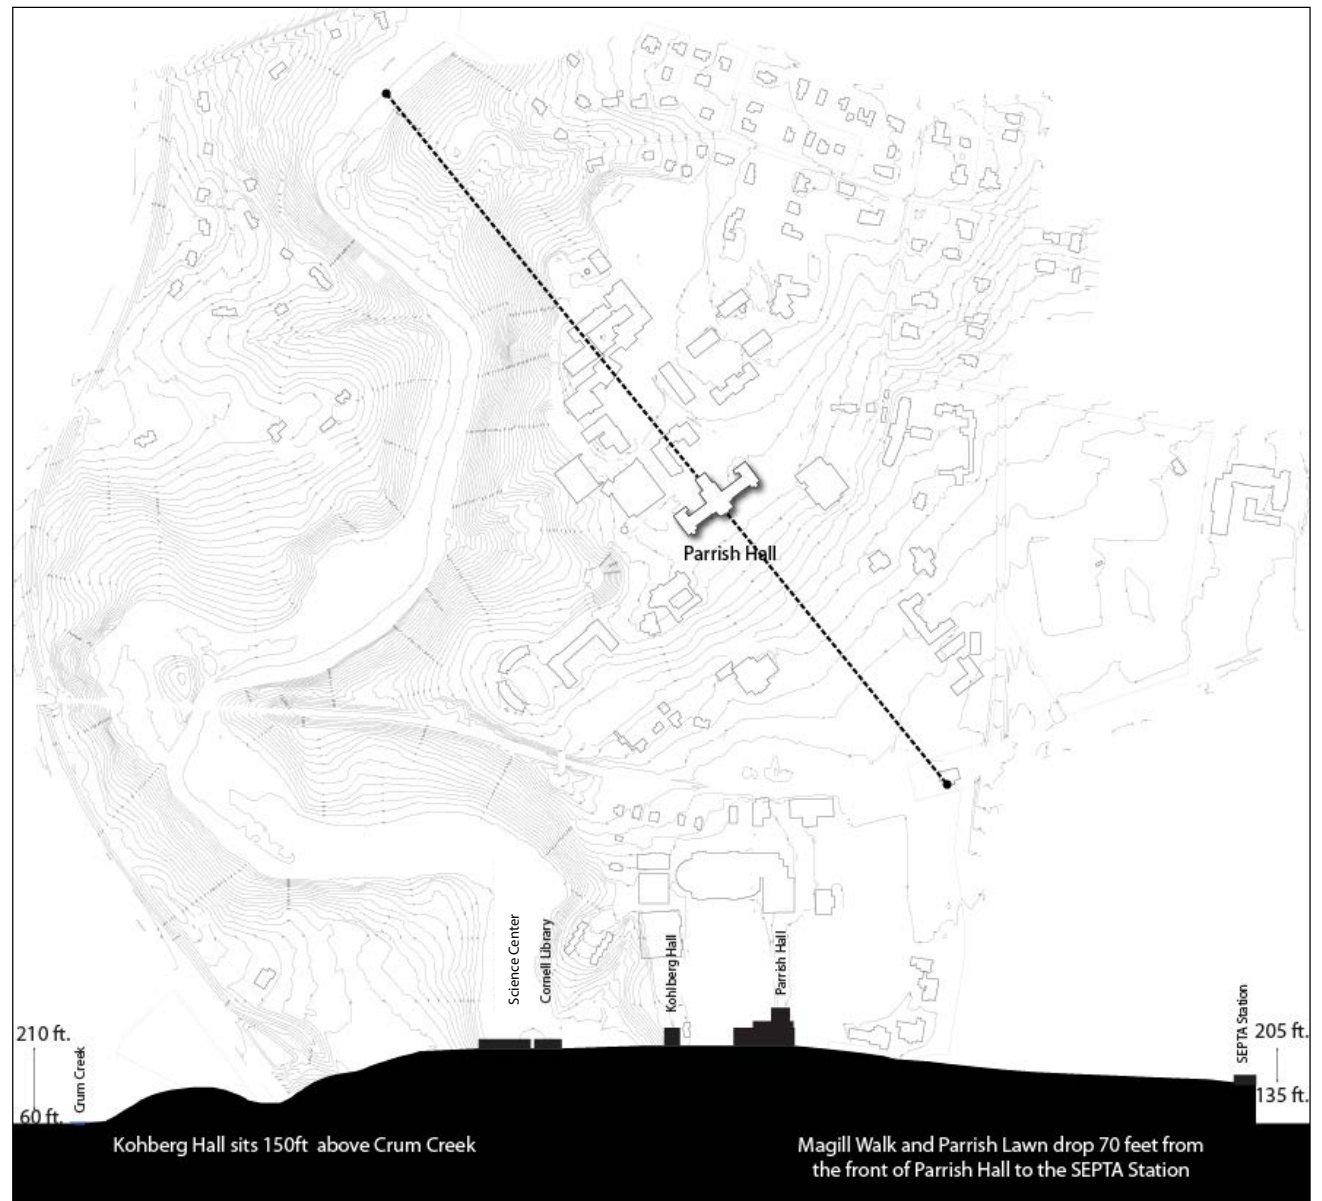 Parrish Hall
Science Center
Cornell Library
Kohlberg Hall
Parrish Hall
SEPTA Station
Crum Creek
210 ft.
60 ft.
205 ft.
135 ft.
Kohberg Hall sits 150ft above Crum Creek
Magill Walk and Parrish Lawn drop 70 feet from
the front of Parrish Hall to the SEPTA Station